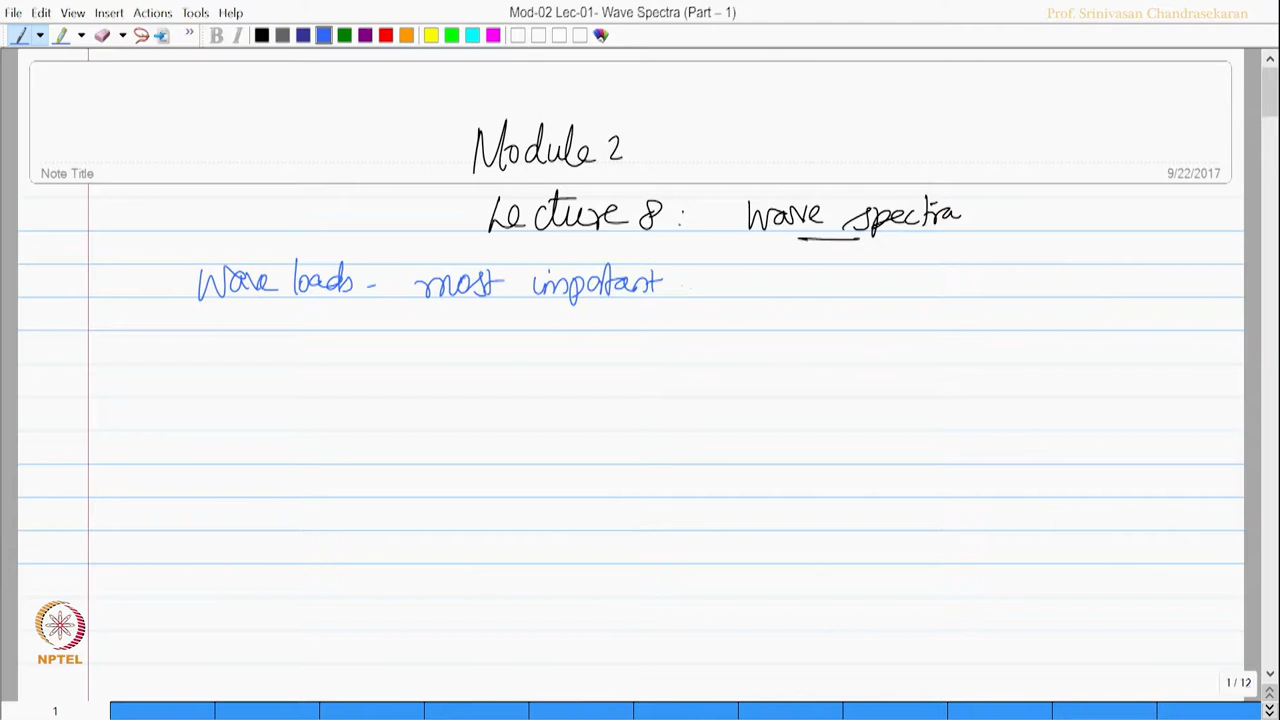 File Edit View Insert Actions Tools Help
Mod-02 Lec-01- Wave Spectra (Part – 1)
Prof. Srinivasan Chandrasekaran
B I
Module 2
Note Title
9/22/2017
Lecture 8 : Wave spectra
Wave loads - most important
NPTEL
1 / 12
1